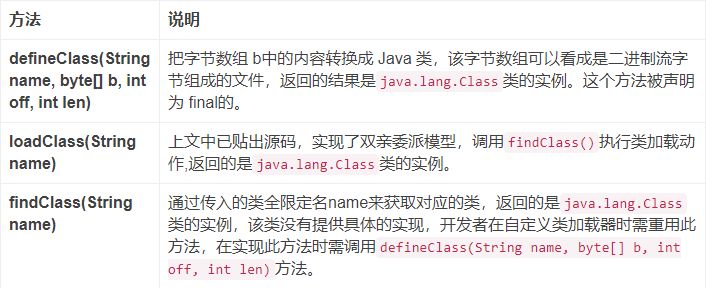 方法 说明
defineClass(String 把字节数组 b中的内容转换成 Java 类，该字节数组可以看成是二进制流字
name, byte[] b, int 节组成的文件，返回的结果是 java.lang.Class 类的实例。这个方法被声明
off, int len) 为 final的。
loadClass(String 上文中已贴出源码，实现了双亲委派模型，调用 findClass() 执行类加载动
name) 作,返回的是 java.lang.Class 类的实例。
findClass(String 通过传入的类全限定名name来获取对应的类，返回的是 java.lang.Class
name) 类的实例，该类没有提供具体的实现，开发者在自定义类加载器时需重用此
方法，在实现此方法时需调用 defineClass(String name, byte[] b, int
off, int len) 方法。